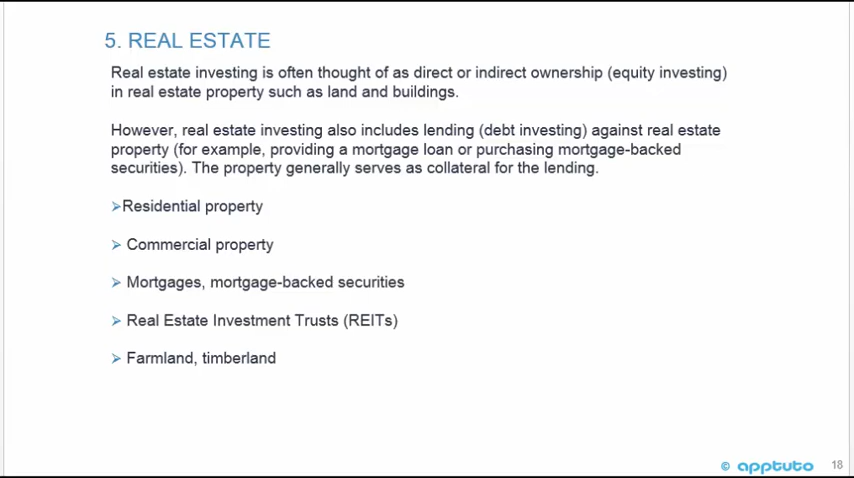 5. REAL ESTATE
Real estate investing is often thought of as direct or indirect ownership (equity investing)
in real estate property such as land and buildings.
However, real estate investing also includes lending (debt investing) against real estate
property (for example, providing a mortgage loan or purchasing mortgage-backed
securities). The property generally serves as collateral for the lending.
➢Residential property
➢ Commercial property
➢ Mortgages, mortgage-backed securities
➢ Real Estate Investment Trusts (REITs)
➢ Farmland, timberland
© apptuto 18